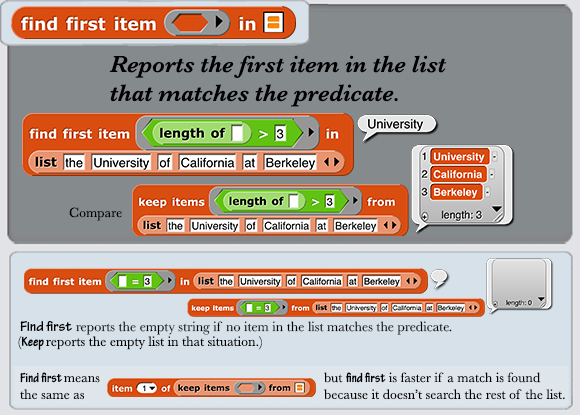 find first item in
Reports the first item in the list
that matches the predicate.
find first item length of > 3 in
list the University of California at Berkeley
University
Compare
keep items length of > 3 from
list the University of California at Berkeley
1 University
2 California
3 Berkeley
length: 3
find first item = 3 in list the University of California at Berkeley
keep items = 3 from list the University of California at Berkeley
length: 0
Find first reports the empty string if no item in the list matches the predicate.
(Keep reports the empty list in that situation.)
Find first means
the same as
item 1 of keep items from
but find first is faster if a match is found
because it doesn't search the rest of the list.